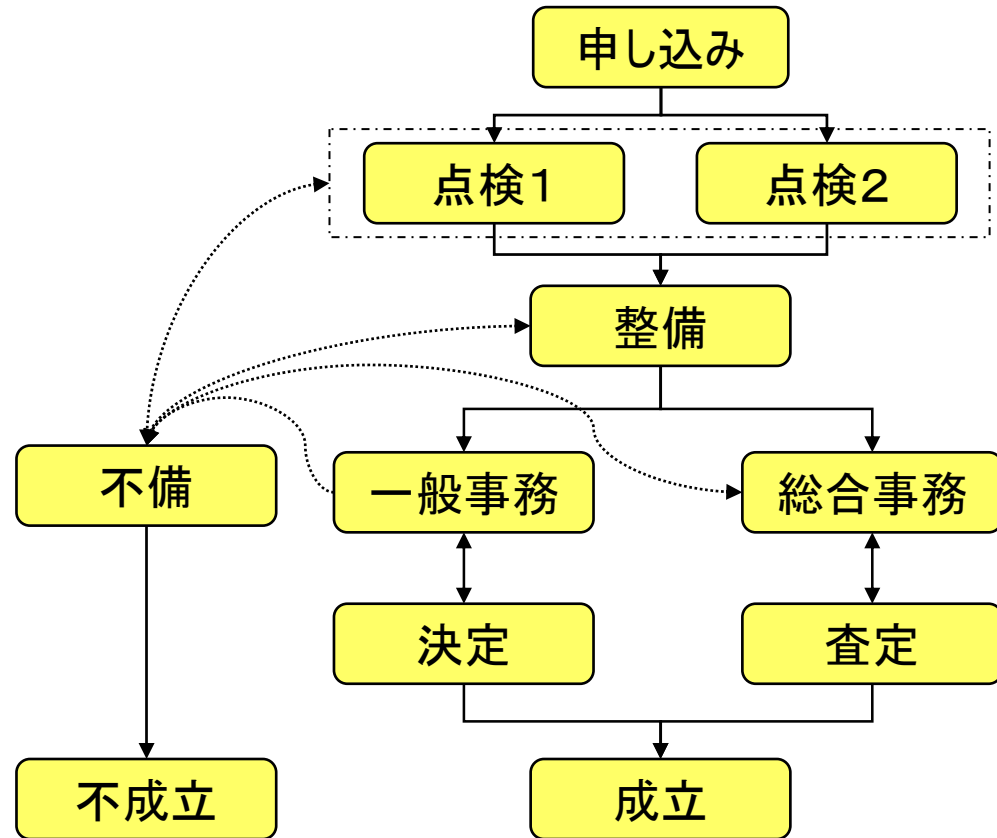 申し込み
点検１
点検２
整備
不備
一般事務
総合事務
決定
査定
不成立
成立